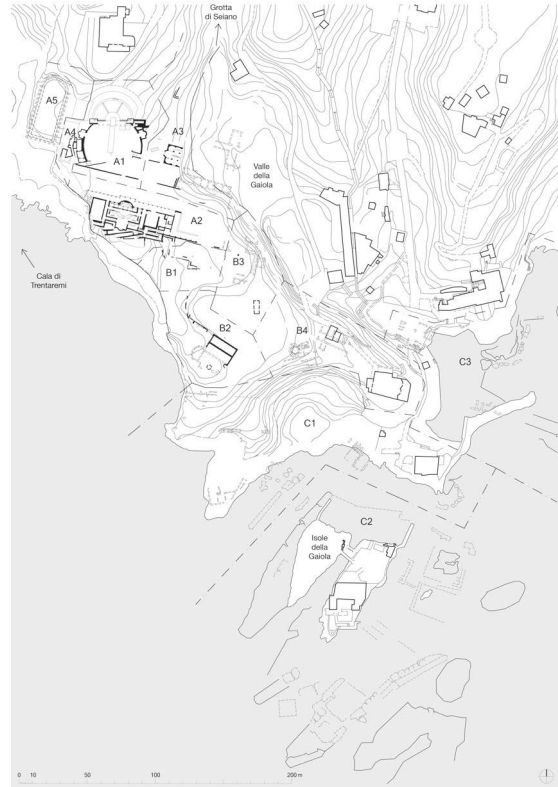 Grotta
di Seiano
A5
A4
A3
A1
Valle
della
Gaiola
A2
B3
Cala di
Trentaremi
B1
B2
B4
C3
C1
C2
Isole
della
Gaiola
0 10 50 100 200 m